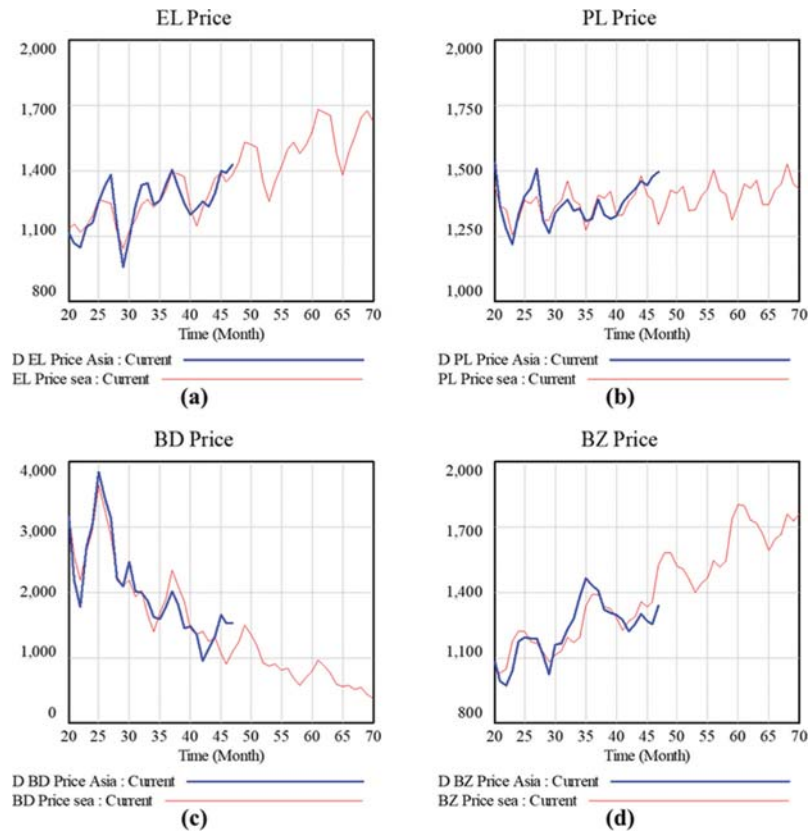 EL Price
2,000
1,700
1,400
1,100
800
20 25 30 35 40 45 50 55 60 65 70
Time (Month)
D EL Price Asia : Current
EL Price sea : Current
(a)
PL Price
2,000
1,750
1,500
1,250
1,000
20 25 30 35 40 45 50 55 60 65 70
Time (Month)
D PL Price Asia : Current
PL Price sea : Current
(b)
BD Price
4,000
3,000
2,000
1,000
0
20 25 30 35 40 45 50 55 60 65 70
Time (Month)
D BD Price Asia : Current
BD Price sea : Current
(c)
BZ Price
2,000
1,700
1,400
1,100
800
20 25 30 35 40 45 50 55 60 65 70
Time (Month)
D BZ Price Asia : Current
BZ Price sea : Current
(d)